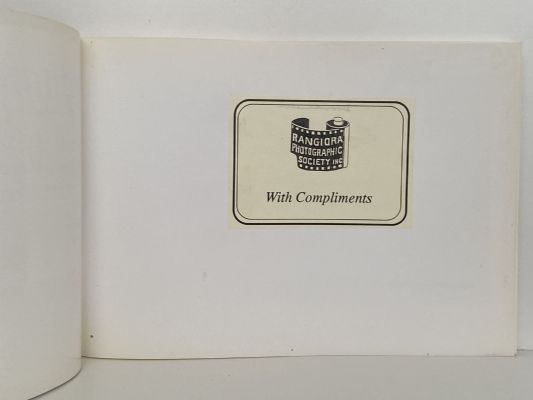 RANGIORA
PHOTOGRAPHIC
SOCIETY INC
With Compliments